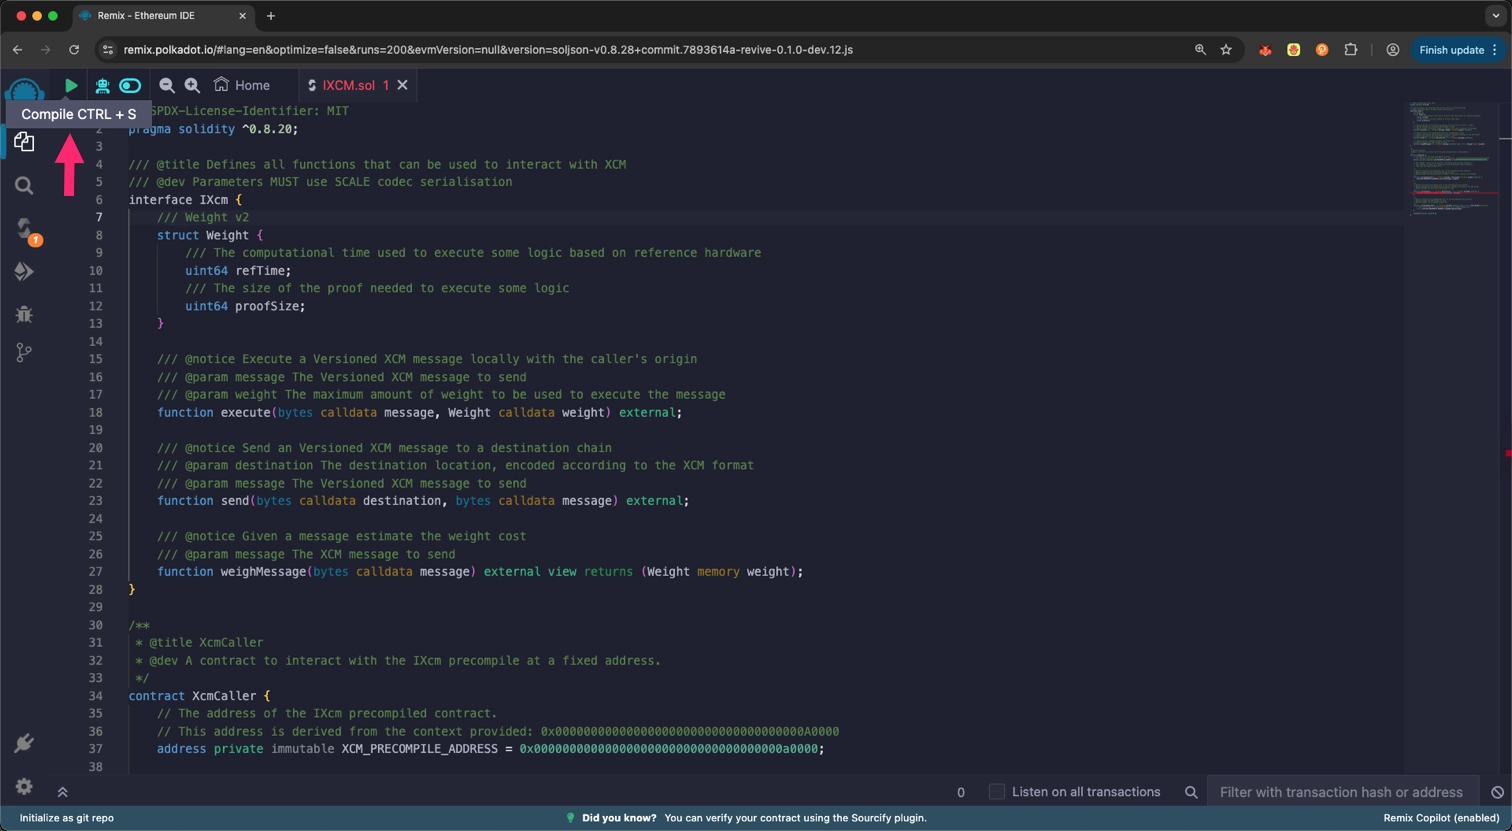 Remix - Ethereum IDE
remix.polkadot.io/#lang=en&optimize=false&runs=200&evmVersion=null&version=soljson-v0.8.28+commit.7893614a-revive-0.1.0-dev.12.js
Finish update
Home
IXCM.sol 1
Compile CTRL + S
SPDX-License-Identifier: MIT
2 pragma solidity ^0.8.20;
3
4 /// @title Defines all functions that can be used to interact with XCM
5 /// @dev Parameters MUST use SCALE codec serialisation
6 interface IXcm {
7 /// Weight v2
8 struct Weight {
9 /// The computational time used to execute some logic based on reference hardware
10 uint64 refTime;
11 /// The size of the proof needed to execute some logic
12 uint64 proofSize;
13 }
14
15 /// @notice Execute a Versioned XCM message locally with the caller's origin
16 /// @param message The Versioned XCM message to send
17 /// @param weight The maximum amount of weight to be used to execute the message
18 function execute(bytes calldata message, Weight calldata weight) external;
19
20 /// @notice Send an Versioned XCM message to a destination chain
21 /// @param destination The destination location, encoded according to the XCM format
22 /// @param message The Versioned XCM message to send
23 function send(bytes calldata destination, bytes calldata message) external;
24
25 /// @notice Given a message estimate the weight cost
26 /// @param message The XCM message to send
27 function weighMessage(bytes calldata message) external view returns (Weight memory weight);
28 }
29
30 /**
31 * @title XcmCaller
32 * @dev A contract to interact with the IXcm precompile at a fixed address.
33 */
34 contract XcmCaller {
35 // The address of the IXcm precompiled contract.
36 // This address is derived from the context provided: 0x00000000000000000000000000000000000A0000
37 address private immutable XCM_PRECOMPILE_ADDRESS = 0x00000000000000000000000000000000000a0000;
38
1
0
Listen on all transactions
Filter with transaction hash or address
Initialize as git repo
Did you know? You can verify your contract using the Sourcify plugin.
Remix Copilot (enabled)